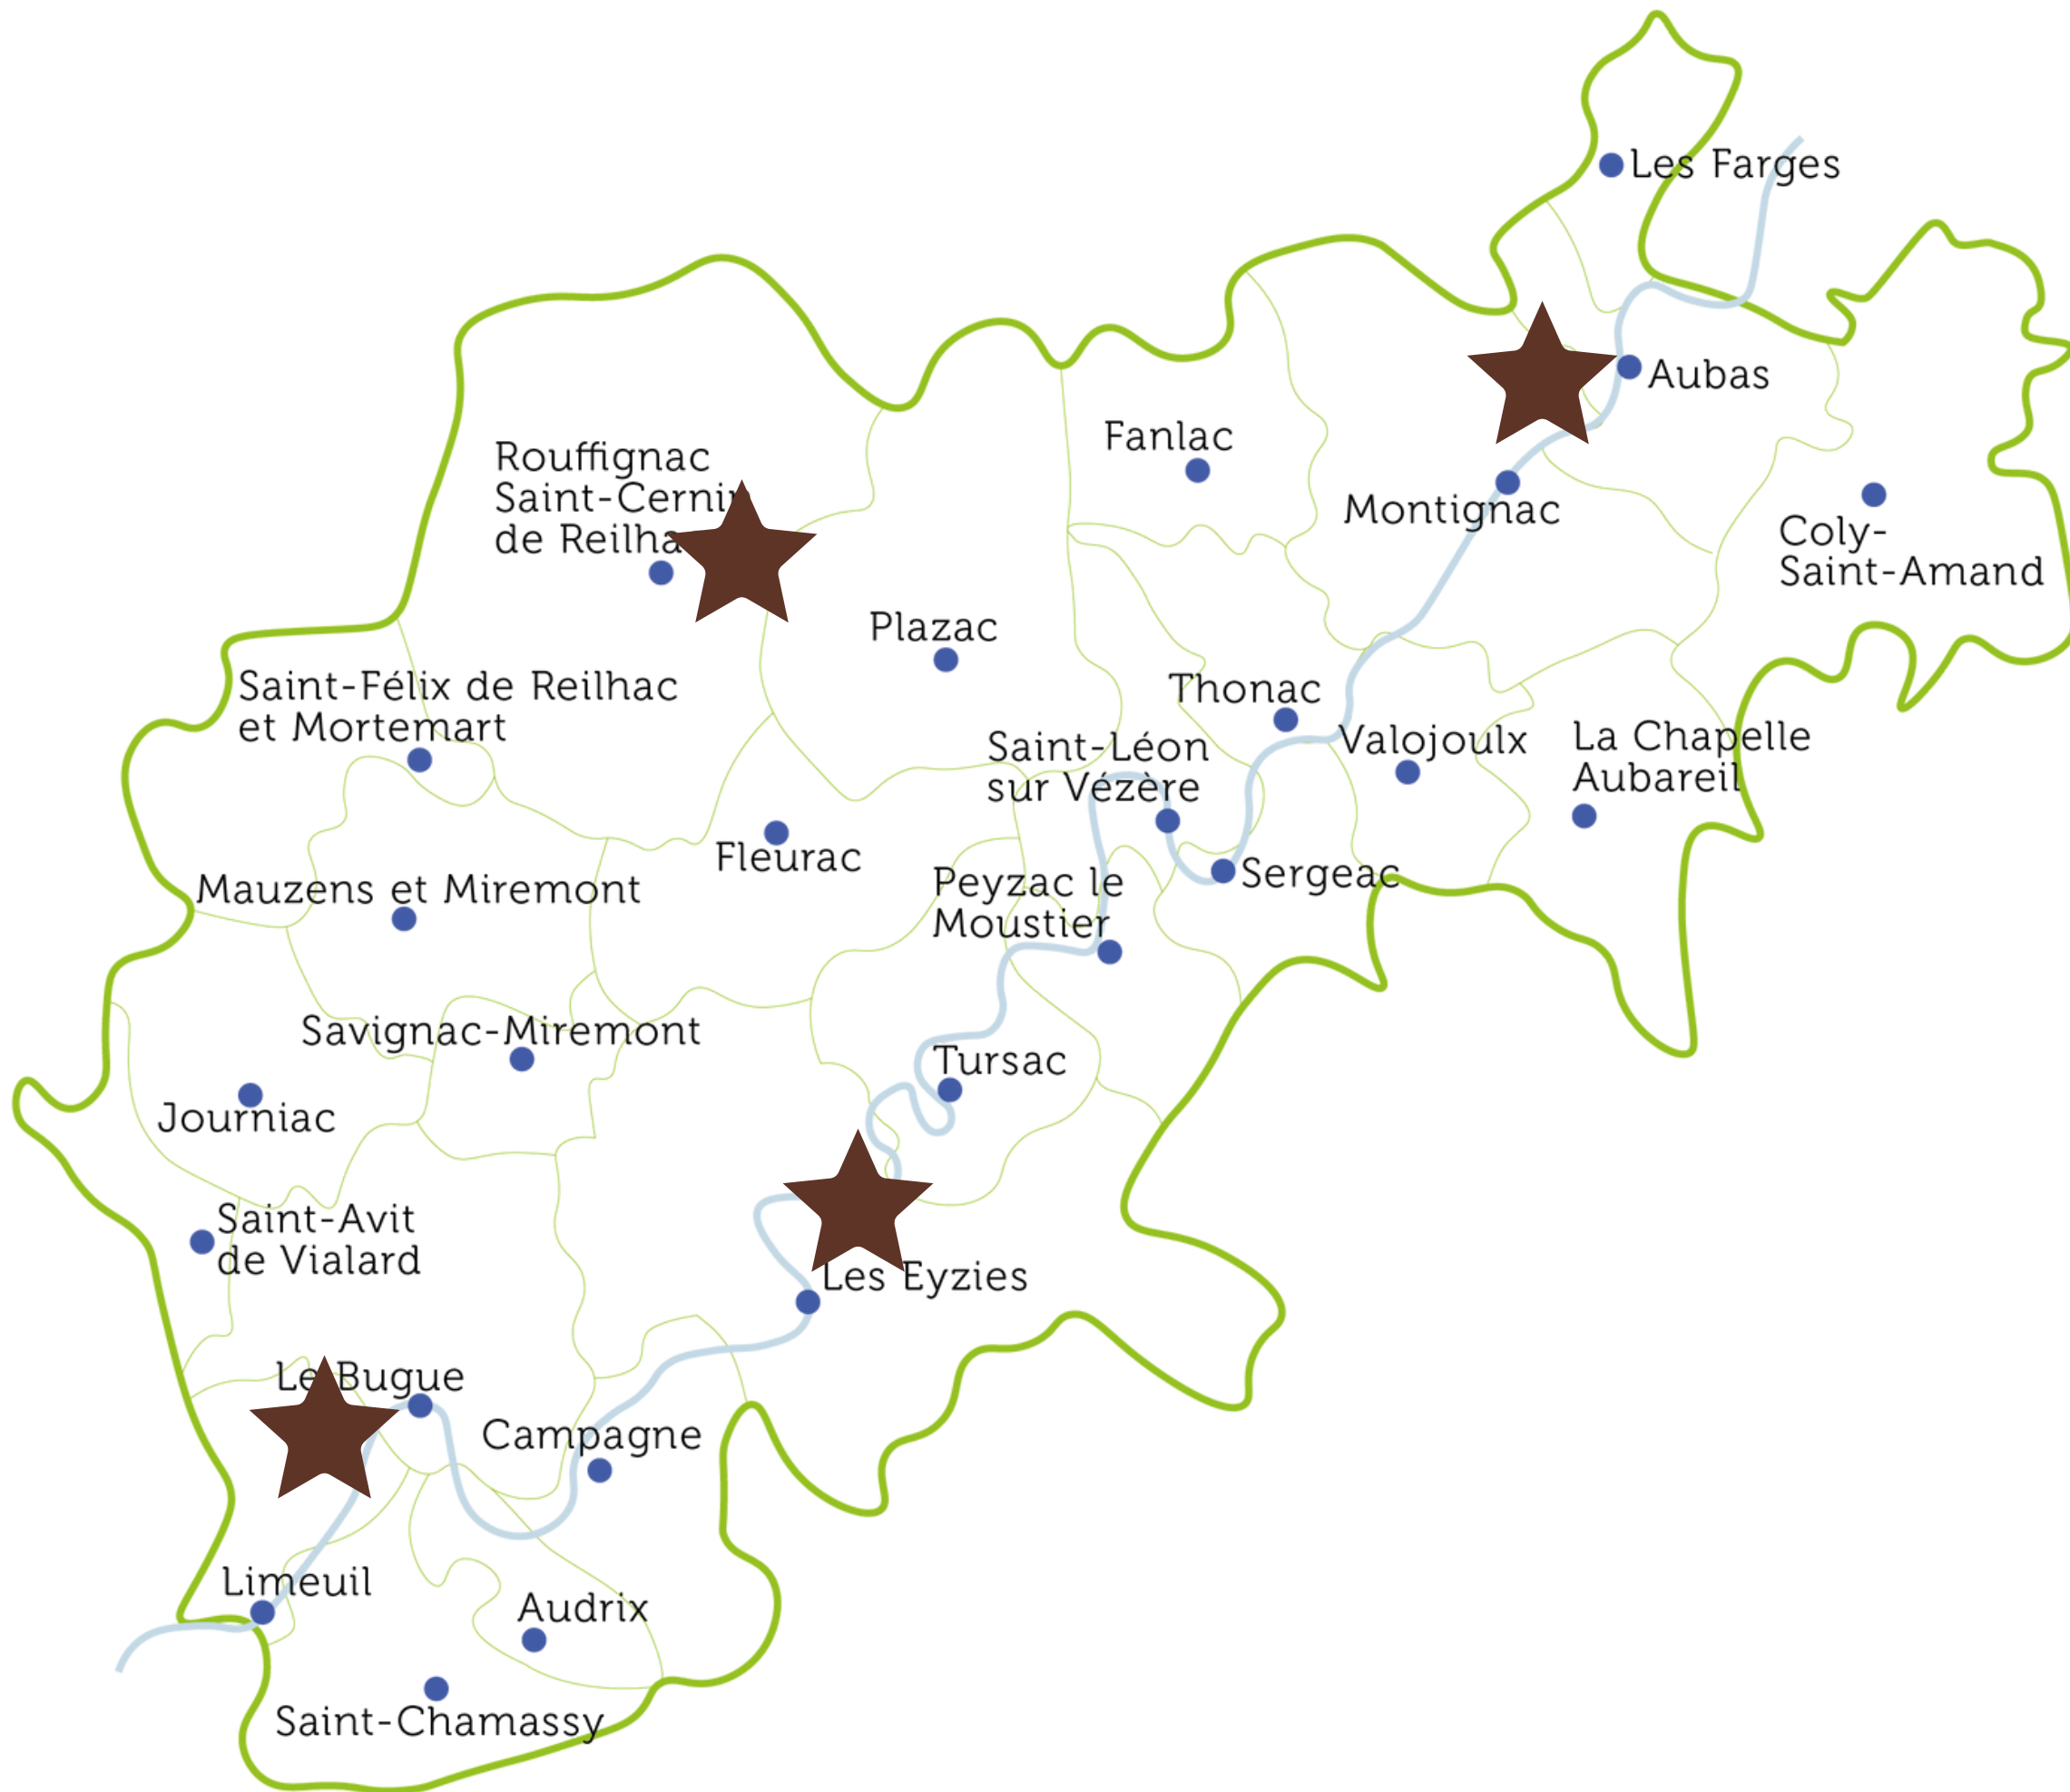 Les Farges
Aubas
Fanlac
Montignac
Rouffignac
Saint-Cernin
de Reilha
Coly-
Saint-Amand
Plazac
Saint-Félix de Reilhac
et Mortemart
Thonac
Valojoulx
La Chapelle
Aubareil
Saint-Léon
sur Vézère
Fleurac
Sergeac
Peyzac le
Moustier
Mauzens et Miremont
Savignac-Miremont
Tursac
Journiac
Saint-Avit
de Vialard
Les Eyzies
Le Bugue
Campagne
Limeuil
Audrix
Saint-Chamassy